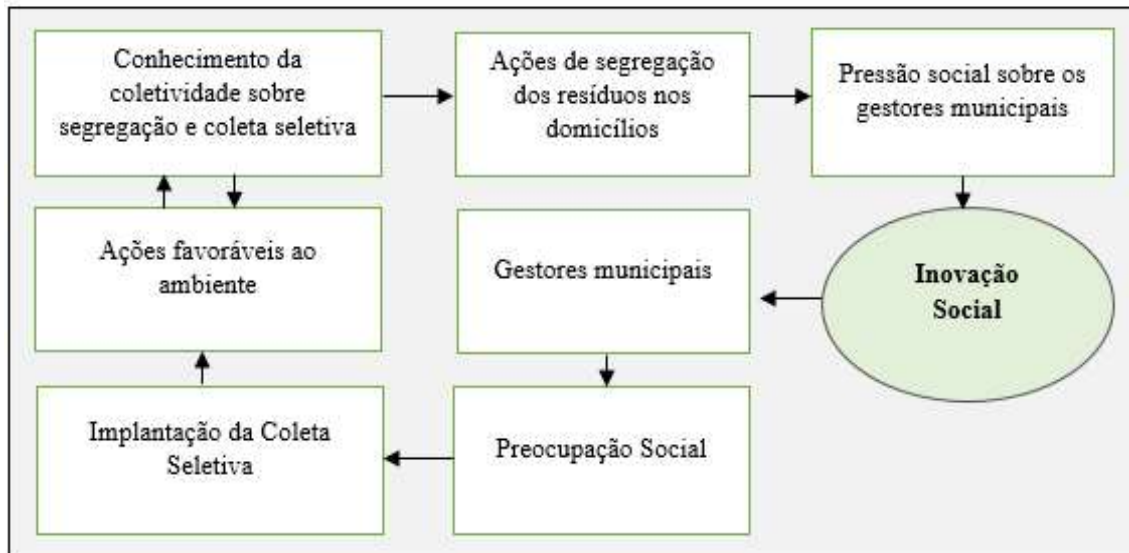 Conhecimento da
coletividade sobre
segregação e coleta seletiva
Ações de segregação
dos resíduos nos
domicílios
Pressão social sobre os
gestores municipais
Ações favoráveis ao
ambiente
Gestores municipais
Inovação
Social
Implantação da Coleta
Seletiva
Preocupação Social